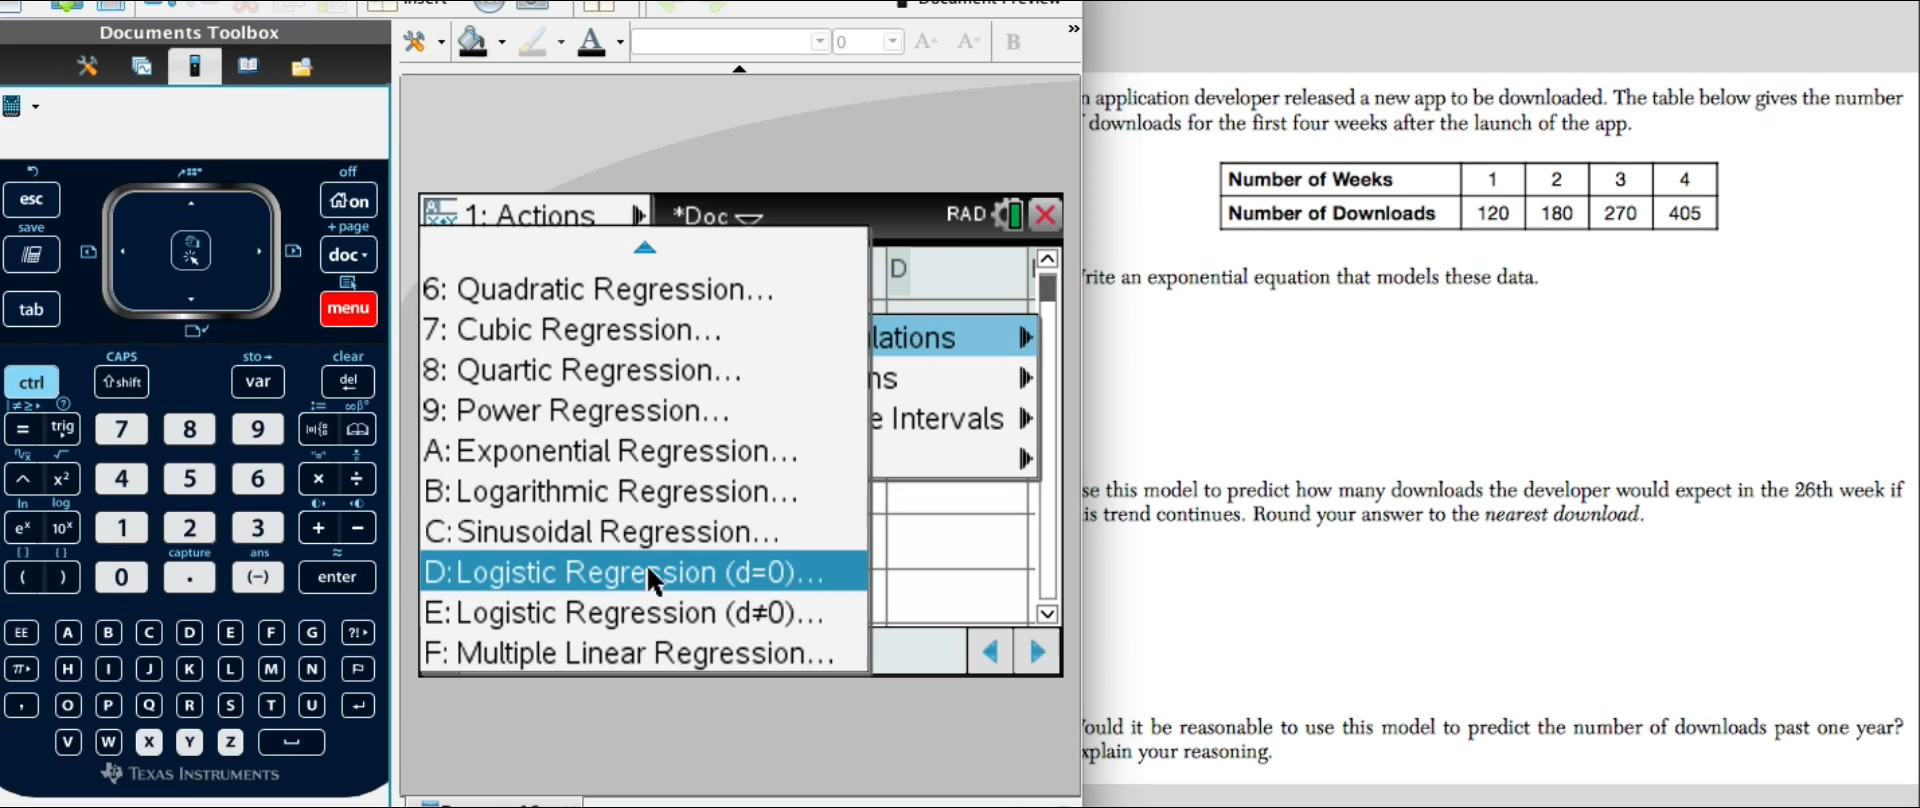 Documents Toolbox
esc
save
tab
off
on
+ page
doc
menu
CAPS
sto→
clear
ctrl
⇧shift
var
del
= trig
7 8 9
^ x²
4 5 6
× ÷
ln log
eˣ 10ˣ
1 2 3
+ −
capture
ans
≈
( )
0 . (−)
enter
EE A B C D E F G ?!
π H I J K L M N
, O P Q R S T U
V W X Y Z
TEXAS INSTRUMENTS
0
A
A
A
B
»
1: Actions
*Doc
RAD
D
6: Quadratic Regression...
7: Cubic Regression...
8: Quartic Regression...
9: Power Regression...
A: Exponential Regression...
B: Logarithmic Regression...
C: Sinusoidal Regression...
D: Logistic Regression (d=0)...
E: Logistic Regression (d≠0)...
F: Multiple Linear Regression...
lations
ns
e Intervals
n application developer released a new app to be downloaded. The table below gives the number
downloads for the first four weeks after the launch of the app.
Number of Weeks 1 2 3 4
Number of Downloads 120 180 270 405
rite an exponential equation that models these data.
se this model to predict how many downloads the developer would expect in the 26th week if
is trend continues. Round your answer to the nearest download.
ould it be reasonable to use this model to predict the number of downloads past one year?
xplain your reasoning.